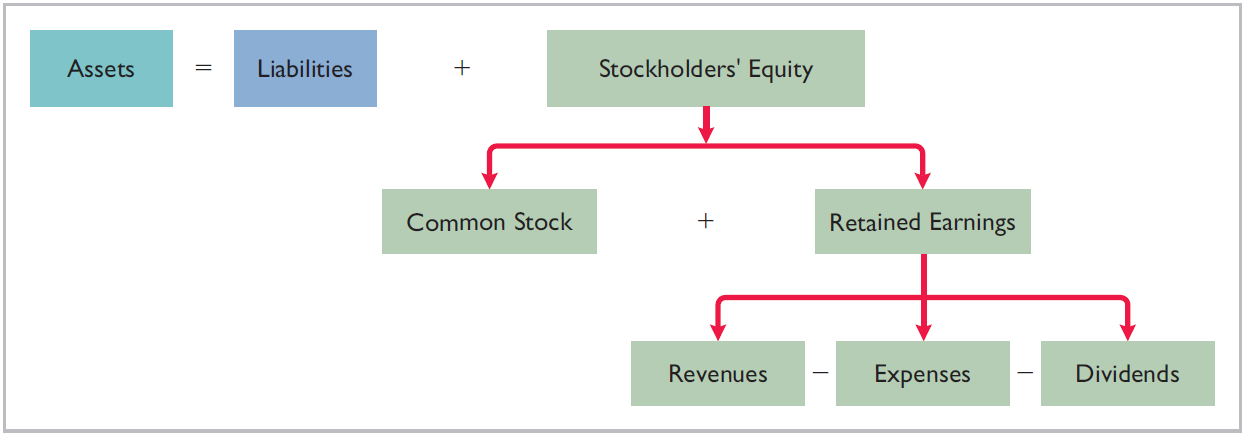 Assets = Liabilities + Stockholders' Equity
Common Stock + Retained Earnings
Revenues – Expenses – Dividends